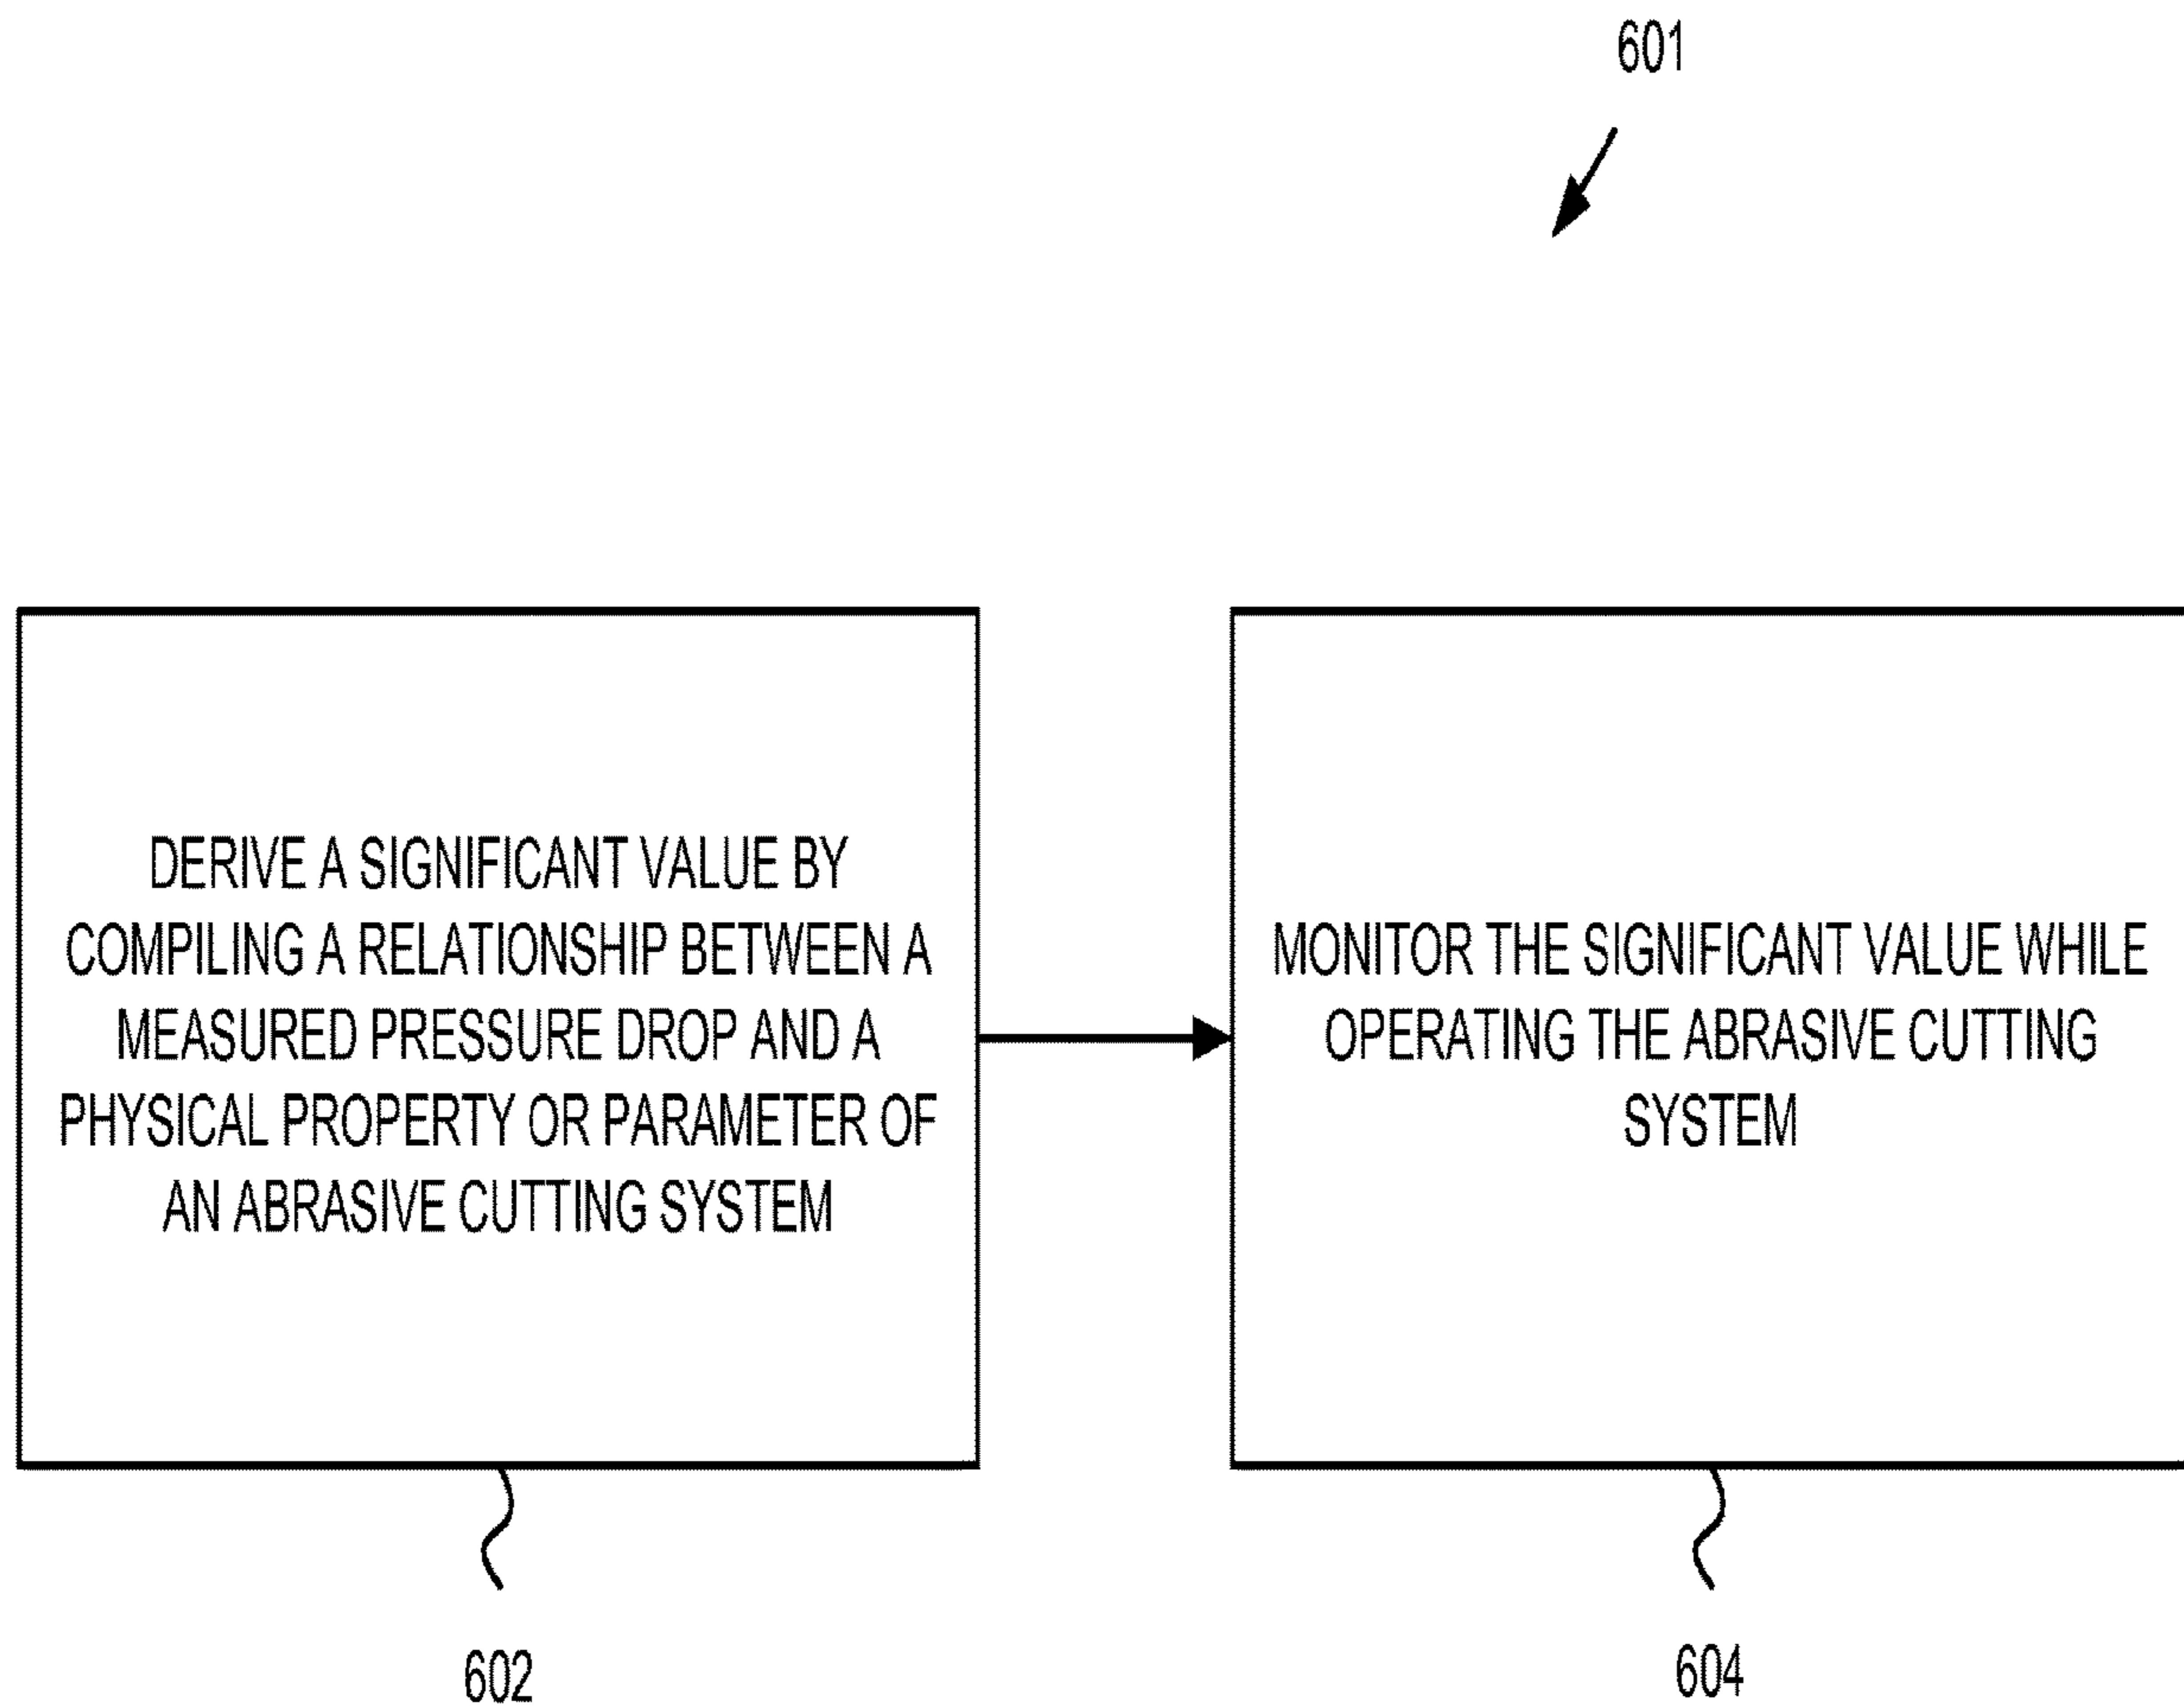 601
DERIVE A SIGNIFICANT VALUE BY
COMPILING A RELATIONSHIP BETWEEN A
MEASURED PRESSURE DROP AND A
PHYSICAL PROPERTY OR PARAMETER OF
AN ABRASIVE CUTTING SYSTEM
MONITOR THE SIGNIFICANT VALUE WHILE
OPERATING THE ABRASIVE CUTTING
SYSTEM
602
604